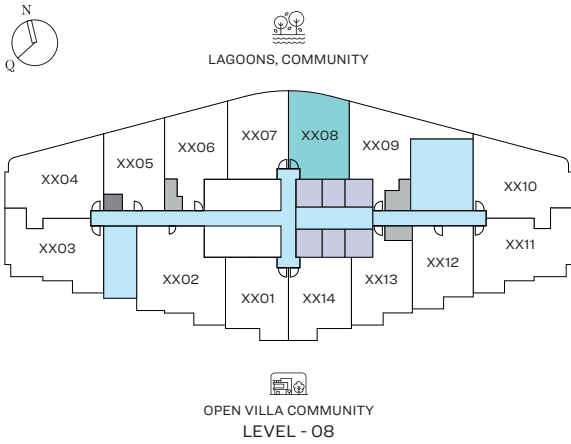 N
Q
LAGOONS, COMMUNITY
XX07
XX08
XX06
XX09
XX05
XX04
XX10
XX03
XX11
XX02
XX12
XX13
XX01
XX14
OPEN VILLA COMMUNITY
LEVEL - 08